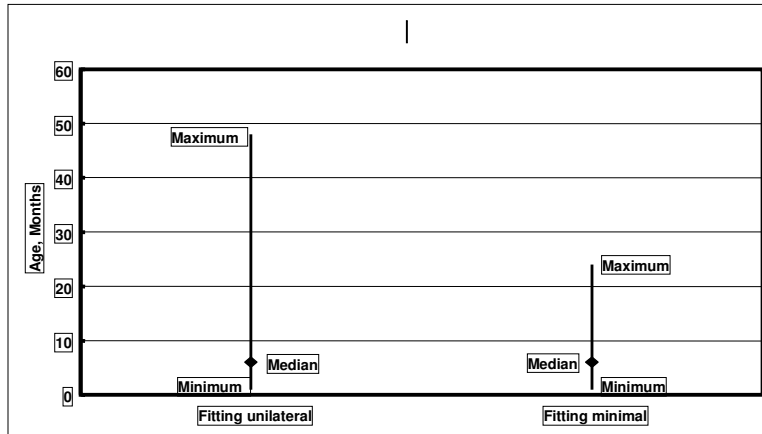 60
50
Maximum
40
Age, Months
30
Maximum
20
10
Median
Median
Minimum
Minimum
0
Fitting unilateral
Fitting minimal